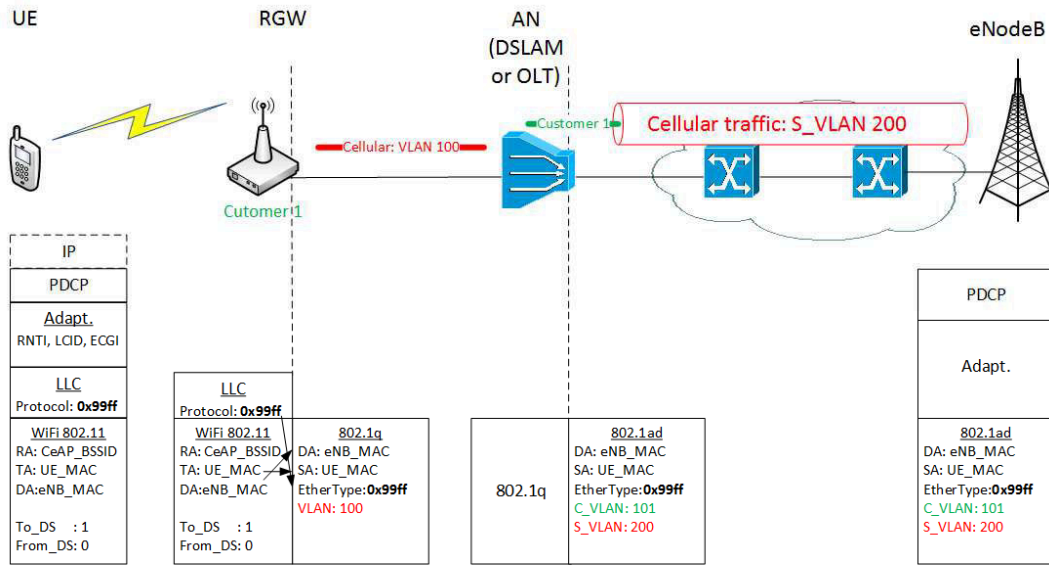 UE
RGW
AN
(DSLAM
or OLT)
eNodeB
Cellular: VLAN 100
Customer 1
Cellular traffic: S_VLAN 200
Cutomer 1
IP
PDCP
Adapt.
RNTI, LCID, ECGI
LLC
Protocol: 0x99ff
WiFi 802.11
RA: CeAP_BSSID
TA: UE_MAC
DA:eNB_MAC
To_DS : 1
From_DS: 0
LLC
Protocol: 0x99ff
WiFi 802.11
RA: CeAP_BSSID
TA: UE_MAC
DA:eNB_MAC
To_DS : 1
From_DS: 0
802.1q
DA: eNB_MAC
SA: UE_MAC
EtherType:0x99ff
VLAN: 100
802.1q
802.1ad
DA: eNB_MAC
SA: UE_MAC
EtherType:0x99ff
C_VLAN: 101
S_VLAN: 200
PDCP
Adapt.
802.1ad
DA: eNB_MAC
SA: UE_MAC
EtherType:0x99ff
C_VLAN: 101
S_VLAN: 200